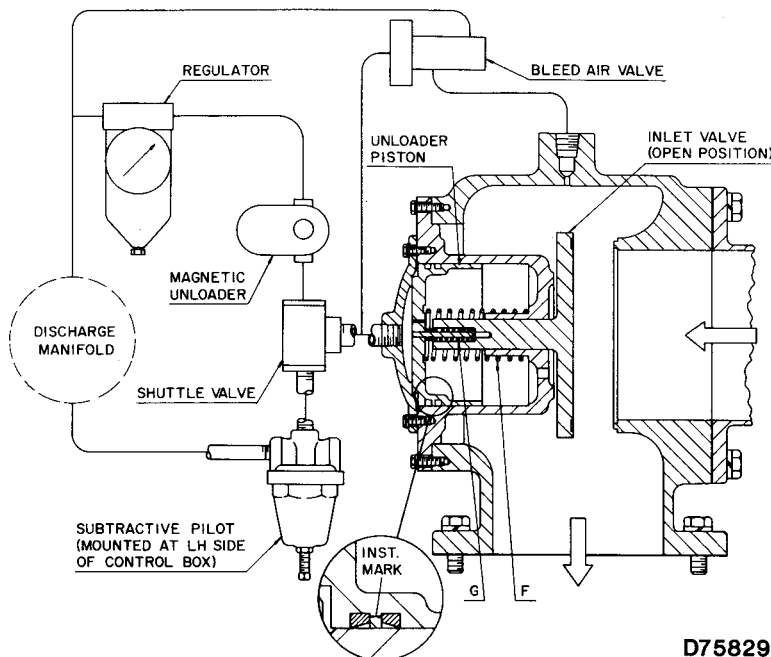 REGULATOR
BLEED AIR VALVE
UNLOADER
PISTON
INLET VALVE
(OPEN POSITION)
MAGNETIC
UNLOADER
DISCHARGE
MANIFOLD
SHUTTLE VALVE
SUBTRACTIVE PILOT
(MOUNTED AT LH SIDE
OF CONTROL BOX)
INST.
MARK
G
F
D75829